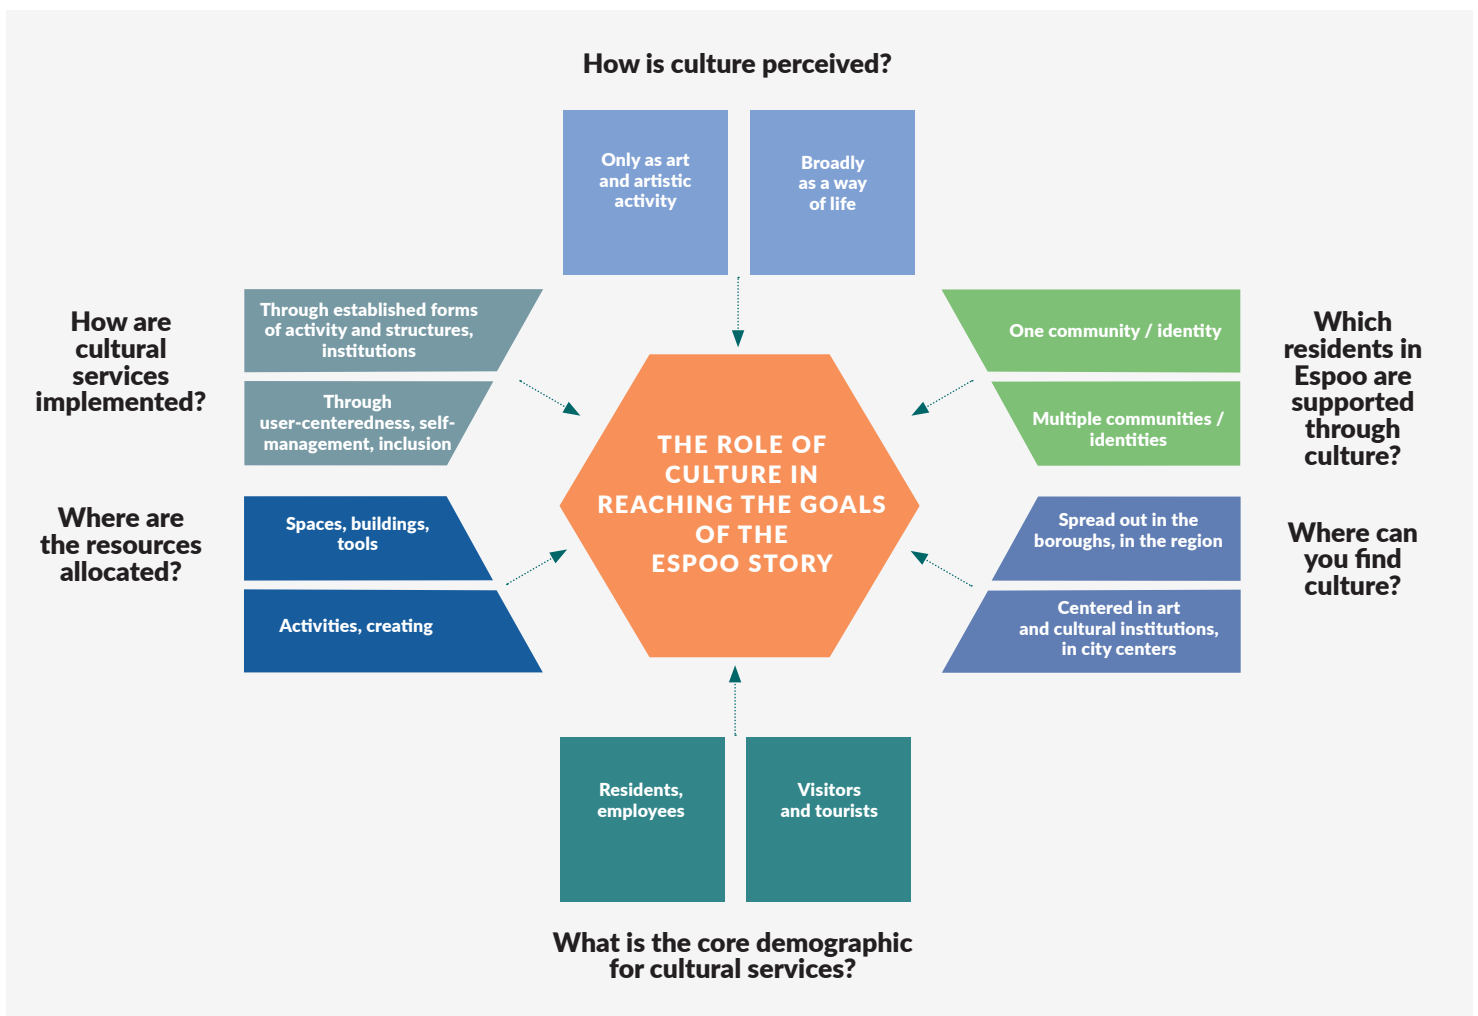 How is culture perceived?
Only as art
and artistic
activity
Broadly
as a way
of life
How are
cultural
services
implemented?
Through established forms
of activity and structures,
institutions
Through
user-centeredness, self-
management, inclusion
One community / identity
Multiple communities /
identities
Which
residents in
Espoo are
supported
through
culture?
THE ROLE OF
CULTURE IN
REACHING THE GOALS
OF THE
ESPOO STORY
Where are
the resources
allocated?
Spaces, buildings,
tools
Activities, creating
Spread out in the
boroughs, in the region
Centered in art
and cultural institutions,
in city centers
Where can
you find
culture?
Residents,
employees
Visitors
and tourists
What is the core demographic
for cultural services?